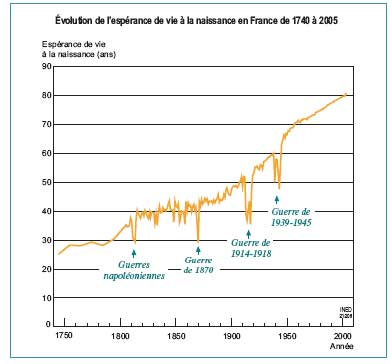 Évolution de l'espérance de vie à la naissance en France de 1740 à 2005
Espérance de vie
à la naissance (ans)
90
80
70
60
50
40
30
20
10
0
Guerre de
1939-1945
Guerre de
1914-1918
Guerre
de 1870
Guerres
napoléoniennes
INED
1750
1800
1850
1900
1950
2000
Année